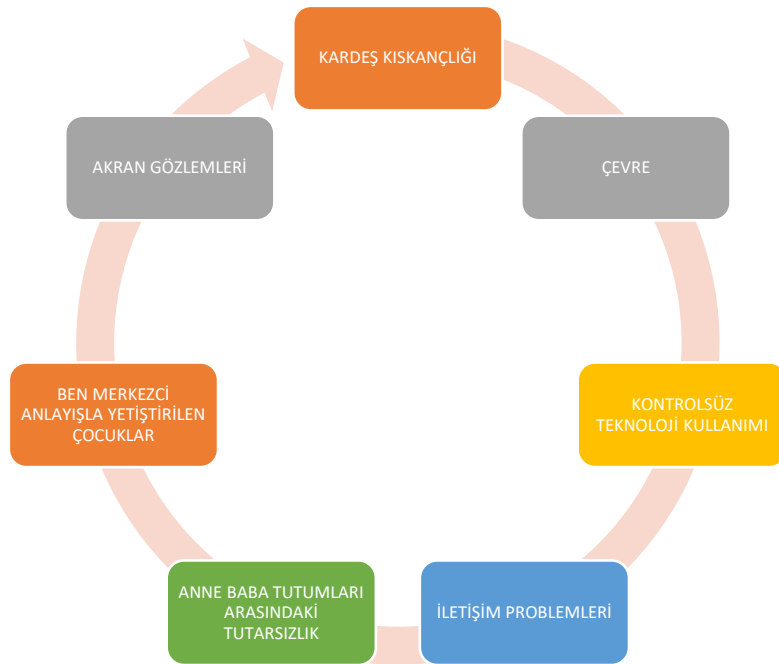 KARDEŞ KISKANÇLIĞI
ÇEVRE
KONTROLSÜZ
TEKNOLOJİ KULLANIMI
İLETİŞİM PROBLEMLERİ
ANNE BABA TUTUMLARI
ARASINDAKİ
TUTARSIZLIK
BEN MERKEZCİ
ANLAYIŞLA YETİŞTİRİLEN
ÇOCUKLAR
AKRAN GÖZLEMLERİ